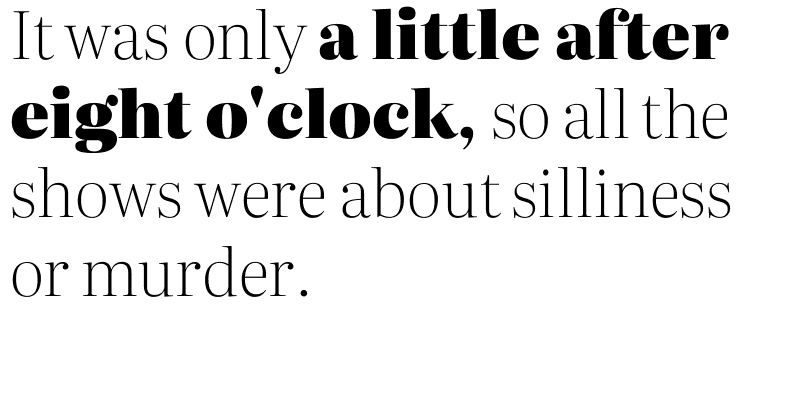 It was only a little after
eight o'clock, so all the
shows were about silliness
or murder.